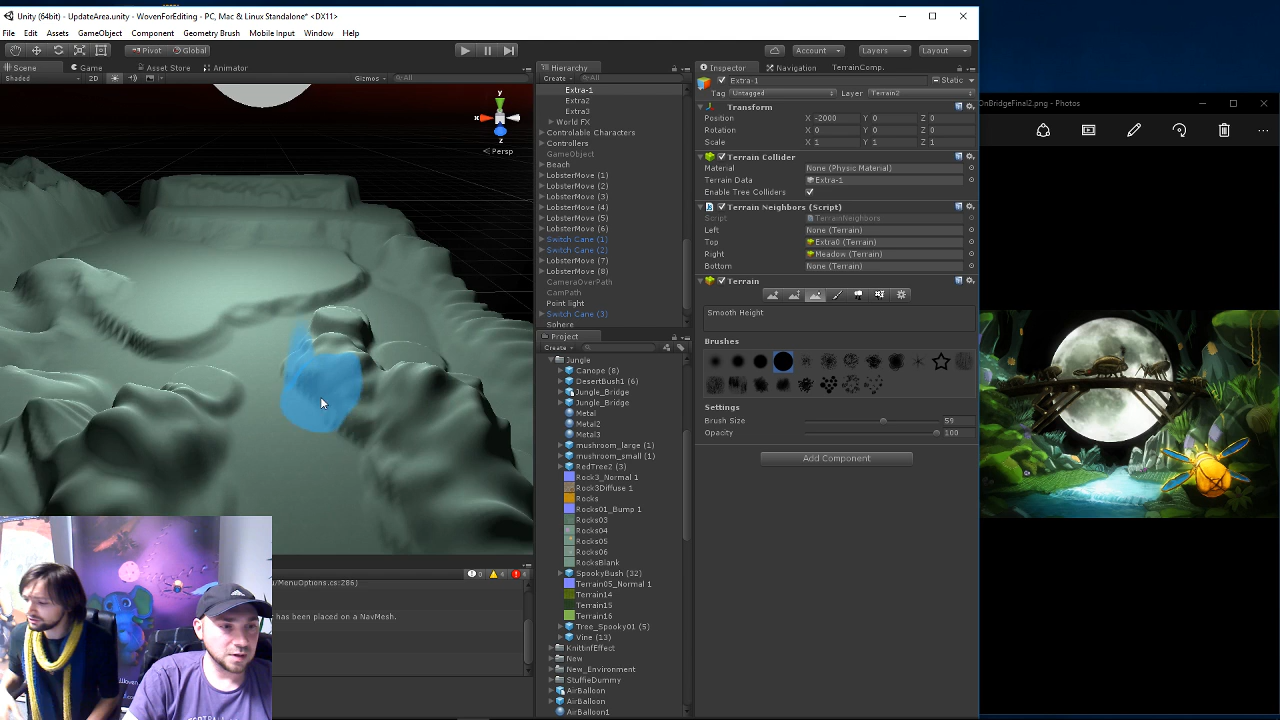 Unity (64bit) - UpdateArea.unity - WovenForEditing - PC, Mac & Linux Standalone* <DX11>
File Edit Assets GameObject Component Geometry Brush Mobile Input Window Help
Pivot Global
Account Layers Layout
Scene Game Asset Store Animator
Shaded 2D Gizmos All
y
x
z
Persp
Hierarchy
Create All
Extra-1
Extra2
Extra3
World FX
Controlable Characters
Controllers
GameObject
Beach
LobsterMove (1)
LobsterMove (2)
LobsterMove (3)
LobsterMove (4)
LobsterMove (5)
LobsterMove (6)
Switch Cane (1)
Switch Cane (2)
LobsterMove (7)
LobsterMove (8)
CameraOverPath
CamPath
Point light
Switch Cane (3)
Sphere
Project
Create
Jungle
Canope (8)
DesertBush1 (6)
Jungle_Bridge
Jungle_Bridge
Metal
Metal2
Metal3
mushroom_large (1)
mushroom_small (1)
RedTree2 (3)
Rock3_Normal 1
Rock3Diffuse 1
Rocks
Rocks01_Bump 1
Rocks03
Rocks04
Rocks05
Rocks06
RocksBlank
SpookyBush (32)
Terrain05_Normal 1
Terrain14
Terrain15
Terrain16
Tree_Spooky01 (5)
Vine (13)
KnittinfEffect
New
New_Environment
StuffieDummy
AirBalloon
AirBalloon
AirBalloon1
Inspector Navigation TerrainComp.
Extra-1 Static
Tag Untagged Layer Terrain2
Transform
Position X -2000 Y 0 Z 0
Rotation X 0 Y 0 Z 0
Scale X 1 Y 1 Z 1
Terrain Collider
Material None (Physic Material)
Terrain Data Extra-1
Enable Tree Colliders
Terrain Neighbors (Script)
Script TerrainNeighbors
Left None (Terrain)
Top Extra0 (Terrain)
Right Meadow (Terrain)
Bottom None (Terrain)
Terrain
Smooth Height
Brushes
Settings
Brush Size 59
Opacity 100
Add Component
/MenuOptions.cs:286)
has been placed on a NavMesh.
OnBridgeFinal2.png - Photos